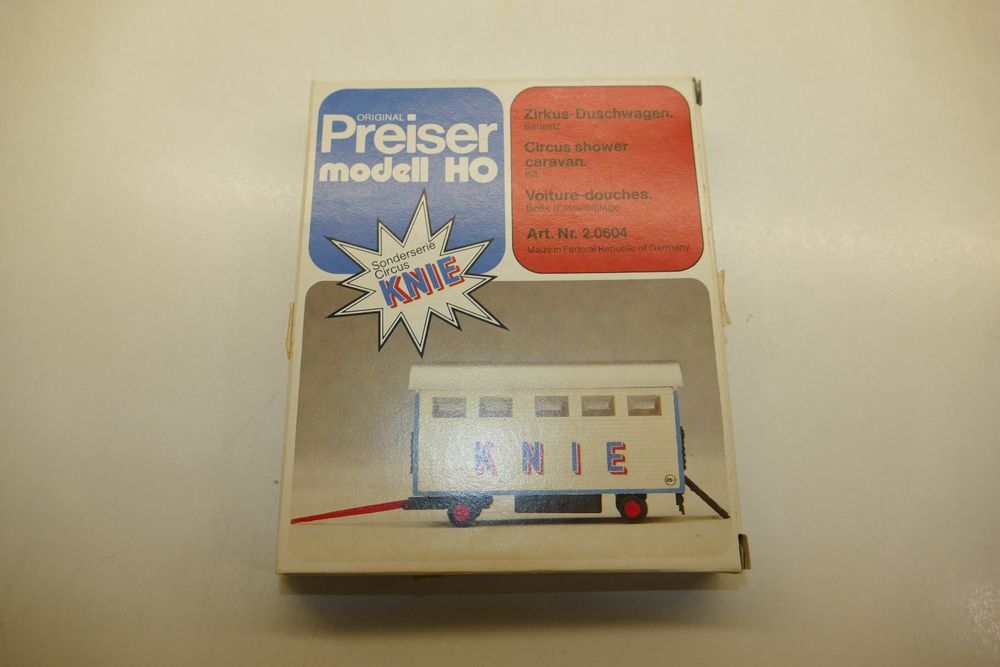 ORIGINAL
Preiser
modell HO
Sonderserie
Circus
KNIE
Zirkus-Duschwagen.
Bausatz
Circus shower
caravan.
Kit
Voiture-douches.
Boîte d'assemblage
Art. Nr. 2.0604
Made in Federal Republic of Germany
KNIE
25